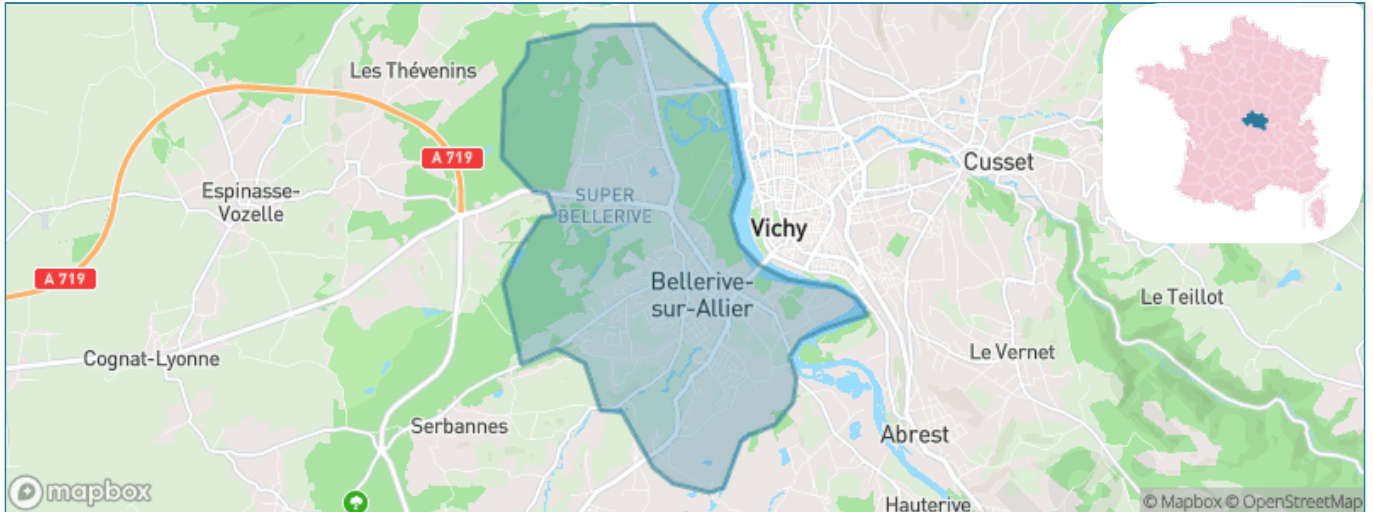 Les Thévenins
A 719
Cusset
Espinasse-
Vozelle
SUPER
BELLERIVE
Vichy
A 719
Bellerive-
sur-Allier
Le Teillot
Cognat-Lyonne
Le Vernet
Serbannes
Abrest
mapbox
Hauterive
© Mapbox © OpenStreetMap